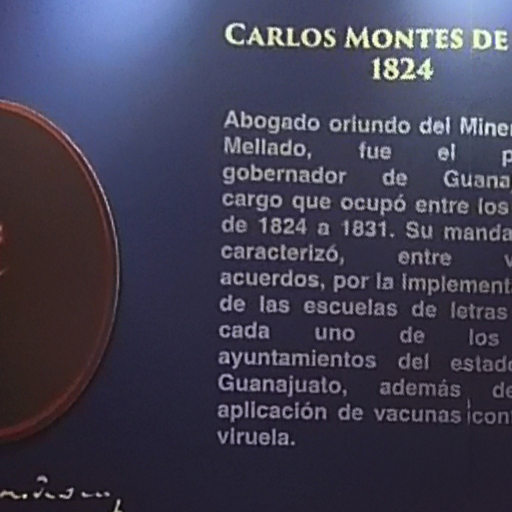 CARLOS MONTES DE
1824
Abogado oriundo del Miner
Mellado, fue el p
gobernador de Guana
cargo que ocupó entre los
de 1824 a 1831. Su manda
caracterizó, entre v
acuerdos, por la implement
de las escuelas de letras
cada uno de los
ayuntamientos del estado
Guanajuato, además de
aplicación de vacunas con
viruela.